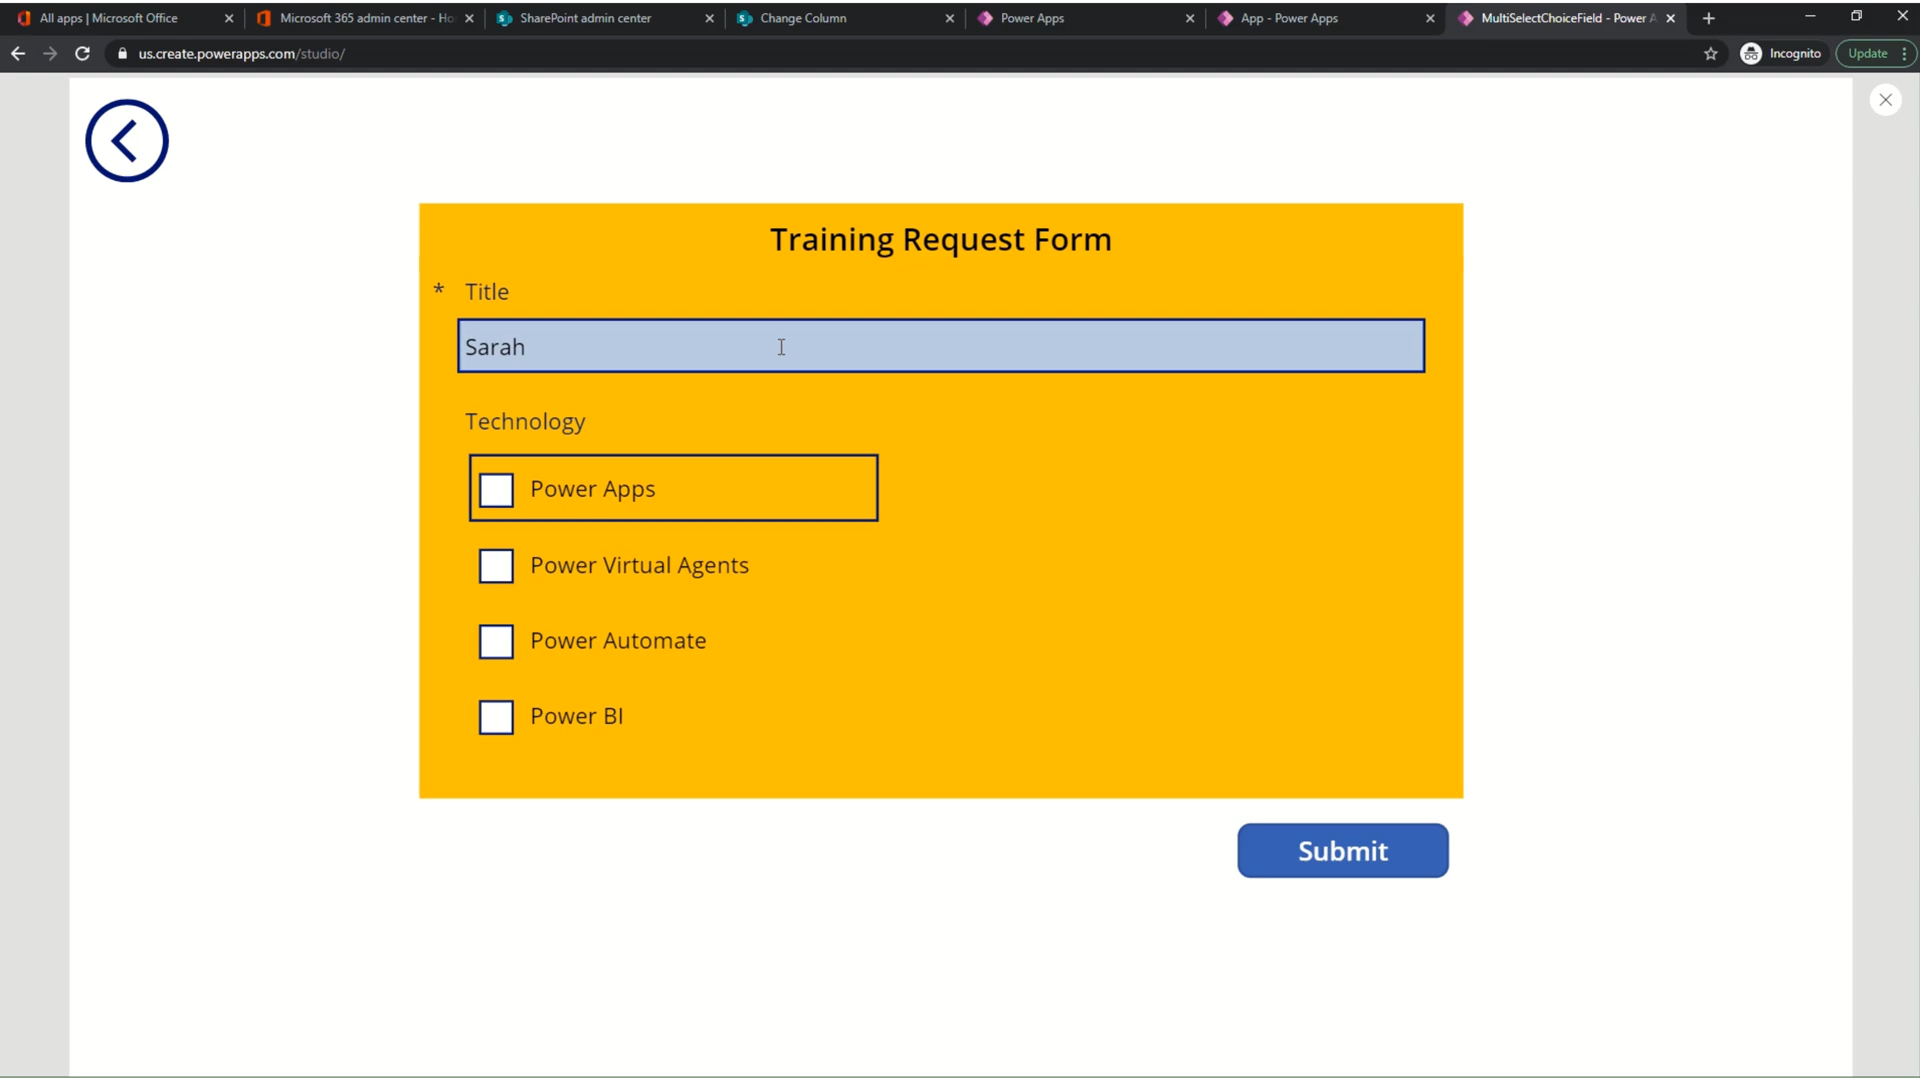 All apps | Microsoft Office
Microsoft 365 admin center - Ho
SharePoint admin center
Change Column
Power Apps
App - Power Apps
MultiSelectChoiceField - Power A
us.create.powerapps.com/studio/
Incognito
Update
Training Request Form
* Title
Sarah
Technology
Power Apps
Power Virtual Agents
Power Automate
Power BI
Submit